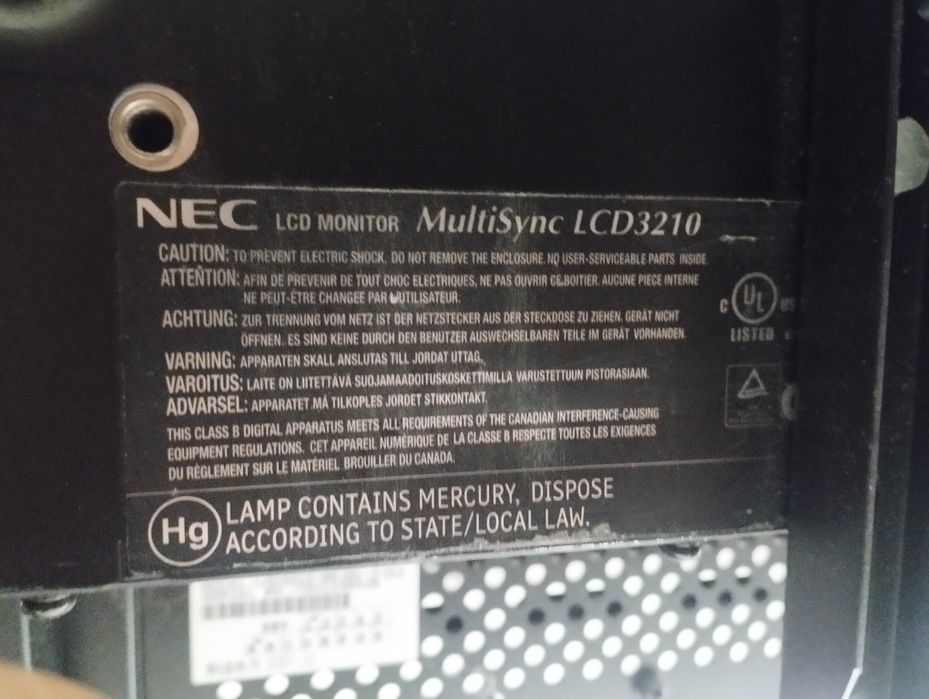 NEC LCD MONITOR MultiSync LCD3210
CAUTION: TO PREVENT ELECTRIC SHOCK, DO NOT REMOVE THE ENCLOSURE. NO USER-SERVICEABLE PARTS INSIDE.
ATTENTION: AFIN DE PREVENIR DE TOUT CHOC ELECTRIQUES, NE PAS OUVRIR CE BOITIER. AUCUNE PIECE INTERNE
NE PEUT-ÊTRE CHANGEE PAR L'UTILISATEUR.
ACHTUNG: ZUR TRENNUNG VOM NETZ IST DER NETZSTECKER AUS DER STECKDOSE ZU ZIEHEN. GERÄT NICHT
ÖFFNEN. ES SIND KEINE DURCH DEN BENUTZER AUSWECHSELBAREN TEILE IM GERÄT VORHANDEN.
VARNING: APPARATEN SKALL ANSLUTAS TILL JORDAT UTTAG.
VAROITUS: LAITE ON LIITETTÄVÄ SUOJAMAADOITUSKOSKETTIMILLA VARUSTETTUUN PISTORASIAAN.
ADVARSEL: APPARATET MÅ TILKOPLES JORDET STIKKONTAKT.
THIS CLASS B DIGITAL APPARATUS MEETS ALL REQUIREMENTS OF THE CANADIAN INTERFERENCE-CAUSING
EQUIPMENT REGULATIONS. CET APPAREIL NUMÉRIQUE DE LA CLASSE B RESPECTE TOUTES LES EXIGENCES
DU RÈGLEMENT SUR LE MATÉRIEL BROUILLER DU CANADA.
C UL US
LISTED
Hg LAMP CONTAINS MERCURY, DISPOSE
ACCORDING TO STATE/LOCAL LAW.